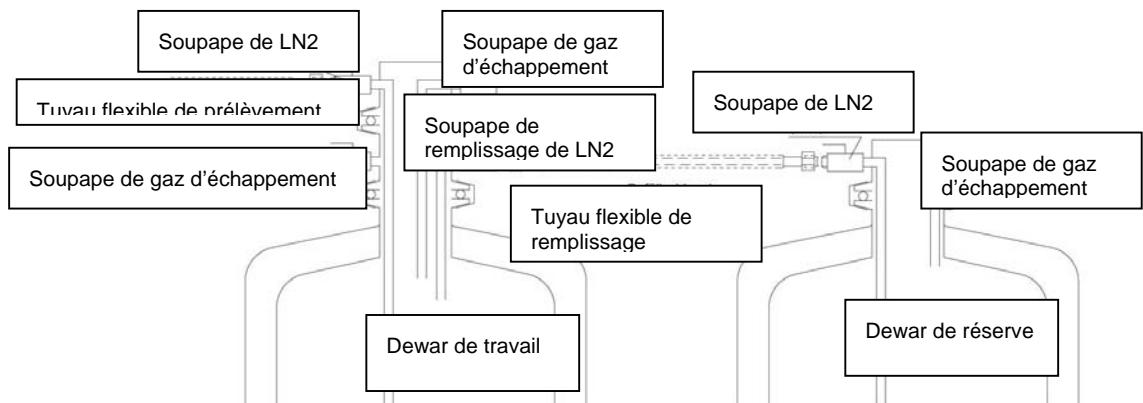 Soupape de LN2
Soupape de gaz
d'échappement
Tuyau flexible de prélèvement
Soupape de LN2
Soupape de
remplissage de LN2
Soupape de gaz
d'échappement
Soupape de gaz d'échappement
Tuyau flexible de
remplissage
Dewar de travail
Dewar de réserve